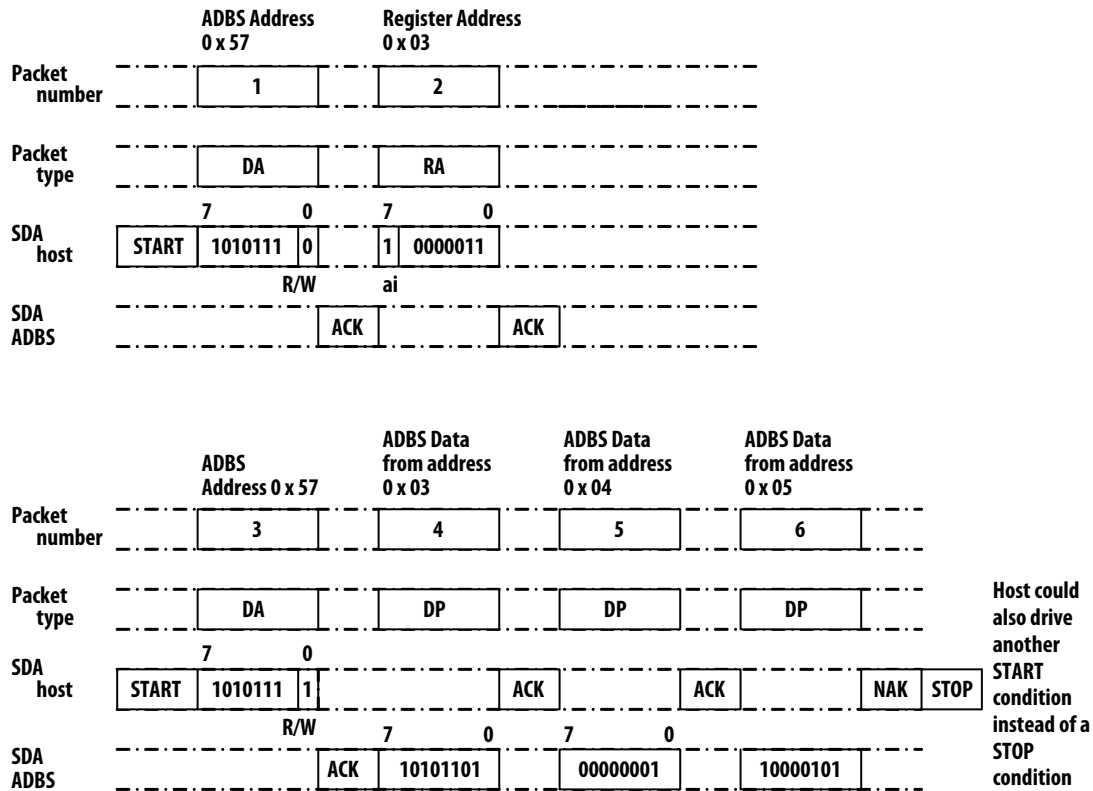 ADBS Address
0 x 57
Register Address
0 x 03
Packet
number
1
2
Packet
type
DA
RA
7 0 7 0
SDA
host
START 1010111 0 1 0000011
R/W ai
SDA
ADBS
ACK ACK
ADBS
Address 0 x 57
ADBS Data
from address
0 x 03
ADBS Data
from address
0 x 04
ADBS Data
from address
0 x 05
Packet
number
3 4 5 6
Packet
type
DA DP DP DP
7 0
SDA
host
START 1010111 1 ACK ACK NAK STOP
R/W 7 0 7 0
SDA
ADBS
ACK 10101101 00000001 10000101
Host could
also drive
another
START
condition
instead of a
STOP
condition